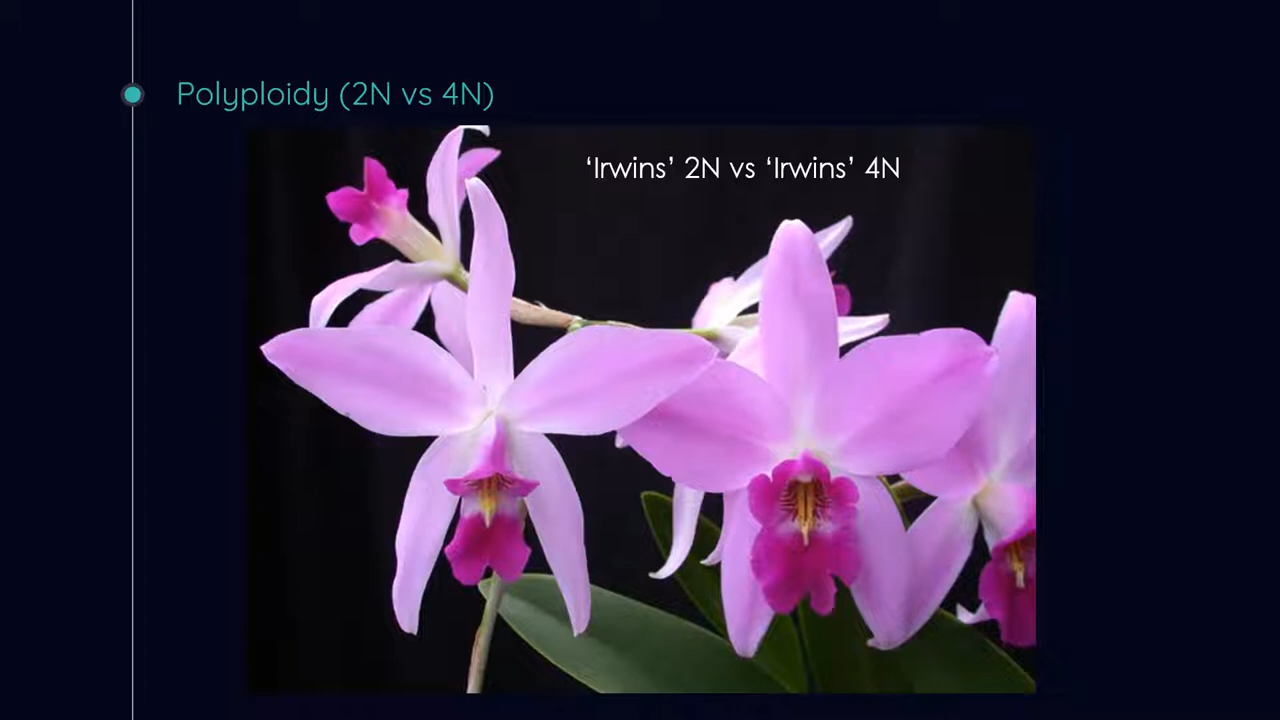 Polyploidy (2N vs 4N)
‘Irwins’ 2N vs ‘Irwins’ 4N